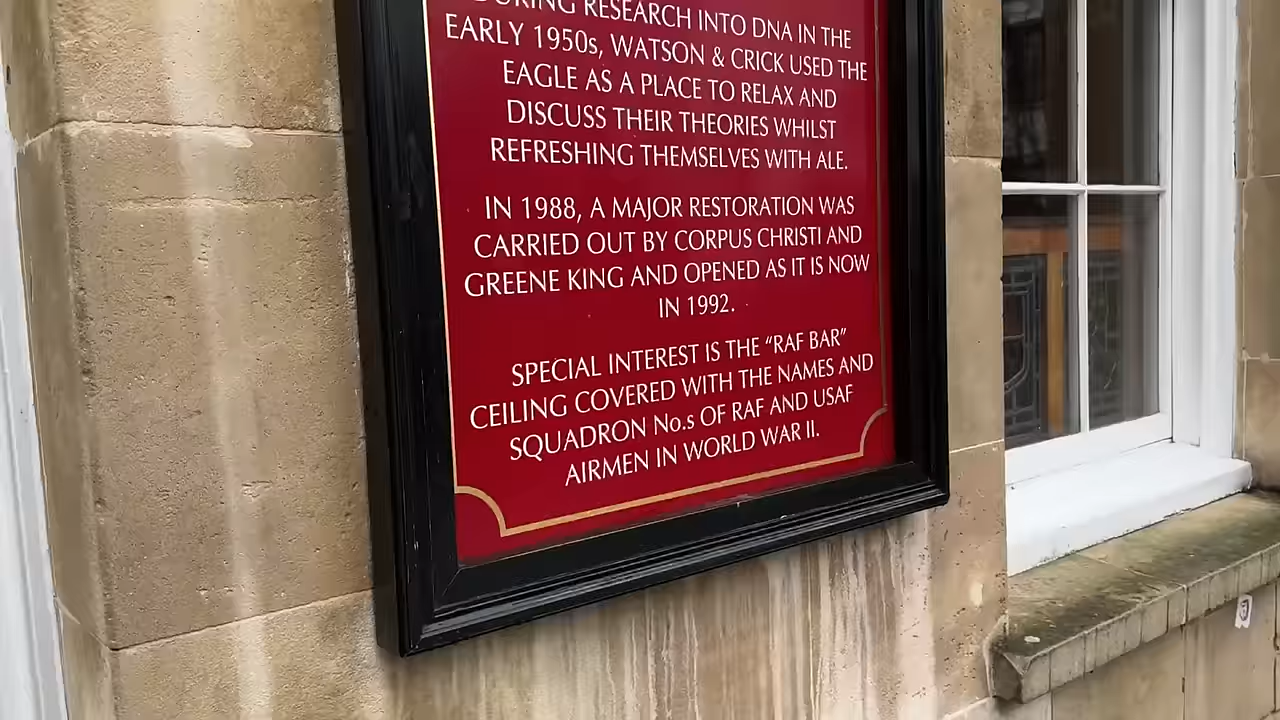 DURING RESEARCH INTO DNA IN THE
EARLY 1950s, WATSON & CRICK USED THE
EAGLE AS A PLACE TO RELAX AND
DISCUSS THEIR THEORIES WHILST
REFRESHING THEMSELVES WITH ALE.
IN 1988, A MAJOR RESTORATION WAS
CARRIED OUT BY CORPUS CHRISTI AND
GREENE KING AND OPENED AS IT IS NOW
IN 1992.
SPECIAL INTEREST IS THE “RAF BAR”
CEILING COVERED WITH THE NAMES AND
SQUADRON No.s OF RAF AND USAF
AIRMEN IN WORLD WAR II.